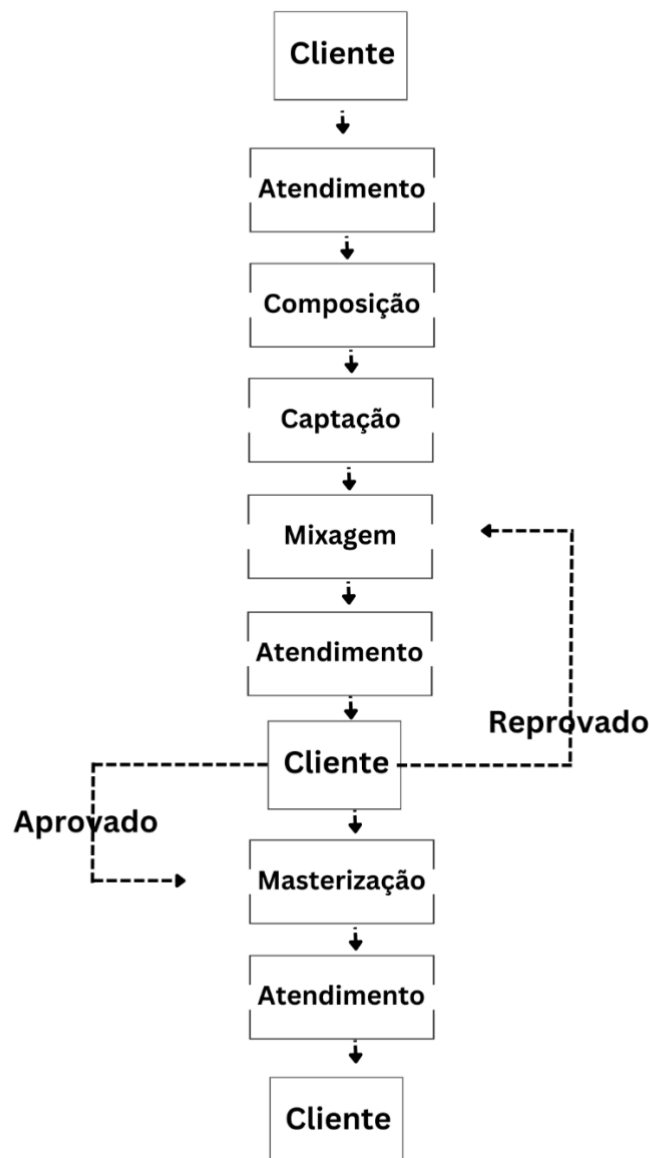 Cliente
Atendimento
Composição
Captação
Mixagem
Atendimento
Reprovado
Cliente
Aprovado
Masterização
Atendimento
Cliente